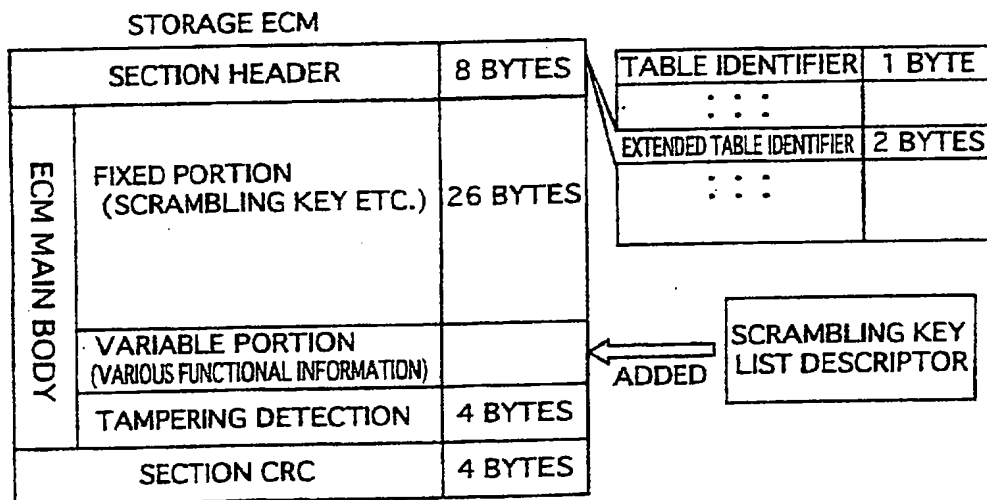 STORAGE ECM
SECTION HEADER 8 BYTES
ECM MAIN BODY
FIXED PORTION
(SCRAMBLING KEY ETC.) 26 BYTES
VARIABLE PORTION
(VARIOUS FUNCTIONAL INFORMATION)
TAMPERING DETECTION 4 BYTES
SECTION CRC 4 BYTES
TABLE IDENTIFIER 1 BYTE
: : :
EXTENDED TABLE IDENTIFIER 2 BYTES
: : :
ADDED
SCRAMBLING KEY
LIST DESCRIPTOR